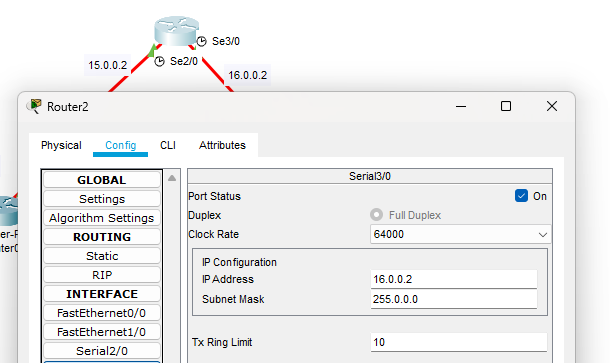 Se3/0
15.0.0.2
Se2/0
16.0.0.2
Router2
Physical Config CLI Attributes
GLOBAL
Settings
Algorithm Settings
ROUTING
Static
RIP
INTERFACE
FastEthernet0/0
FastEthernet1/0
Serial2/0
Serial3/0
Port Status On
Duplex Full Duplex
Clock Rate 64000
IP Configuration
IP Address 16.0.0.2
Subnet Mask 255.0.0.0
Tx Ring Limit 10